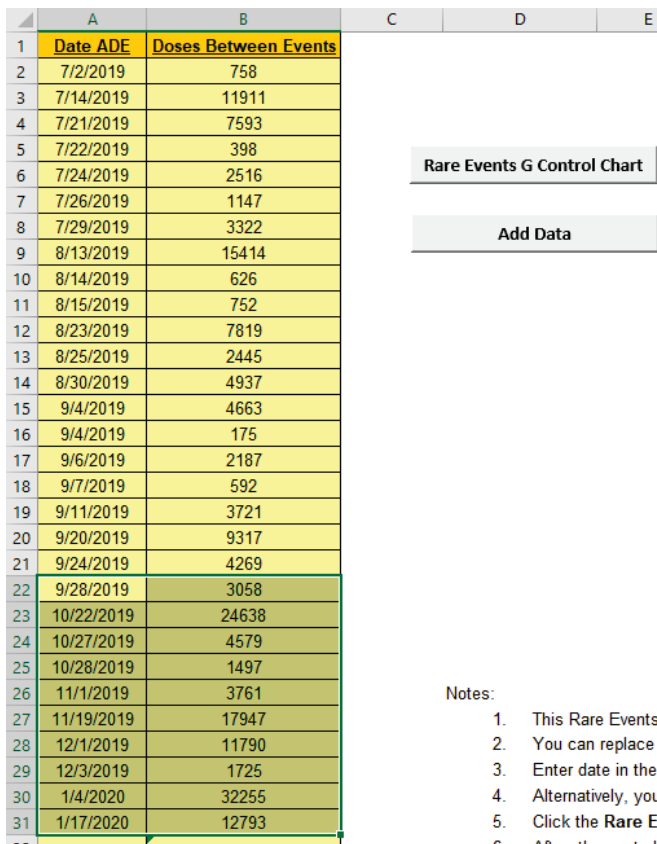 A B C D E
1 Date ADE Doses Between Events
2 7/2/2019 758
3 7/14/2019 11911
4 7/21/2019 7593
5 7/22/2019 398
6 7/24/2019 2516
7 7/26/2019 1147
8 7/29/2019 3322
9 8/13/2019 15414
10 8/14/2019 626
11 8/15/2019 752
12 8/23/2019 7819
13 8/25/2019 2445
14 8/30/2019 4937
15 9/4/2019 4663
16 9/4/2019 175
17 9/6/2019 2187
18 9/7/2019 592
19 9/11/2019 3721
20 9/20/2019 9317
21 9/24/2019 4269
22 9/28/2019 3058
23 10/22/2019 24638
24 10/27/2019 4579
25 10/28/2019 1497
26 11/1/2019 3761
27 11/19/2019 17947
28 12/1/2019 11790
29 12/3/2019 1725
30 1/4/2020 32255
31 1/17/2020 12793
Rare Events G Control Chart
Add Data
Notes:
1. This Rare Events
2. You can replace
3. Enter date in the
4. Alternatively, you
5. Click the Rare E